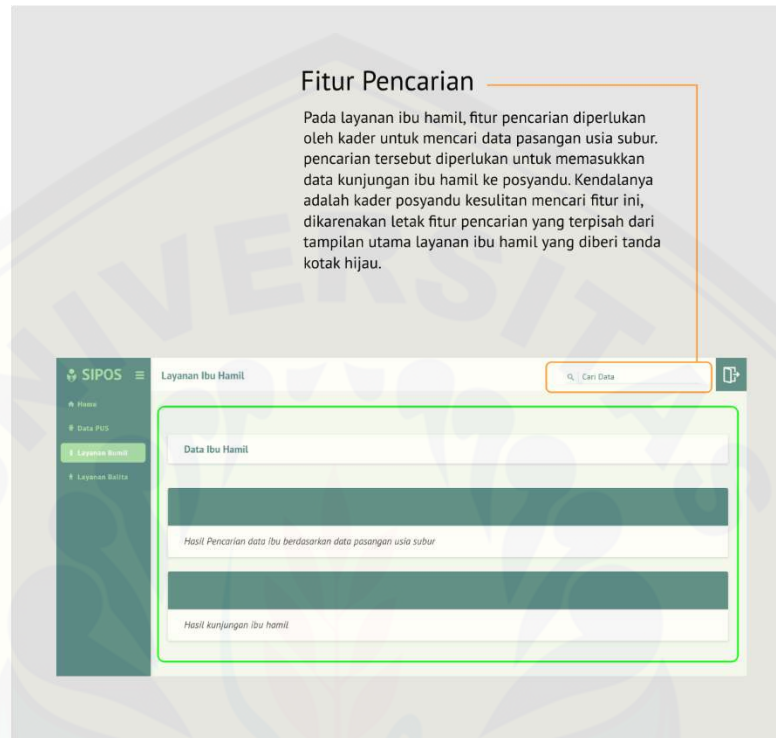 Fitur Pencarian
Pada layanan ibu hamil, fitur pencarian diperlukan
oleh kader untuk mencari data pasangan usia subur.
pencarian tersebut diperlukan untuk memasukkan
data kunjungan ibu hamil ke posyandu. Kendalanya
adalah kader posyandu kesulitan mencari fitur ini,
dikarenakan letak fitur pencarian yang terpisah dari
tampilan utama layanan ibu hamil yang diberi tanda
kotak hijau.
UNIVERSITAS
SIPOS
Layanan Ibu Hamil
Cari Data
Home
Data PUS
Layanan Bumil
Layanan Balita
Data Ibu Hamil
Hasil Pencarian data ibu berdasarkan data pasangan usia subur
Hasil kunjungan ibu hamil